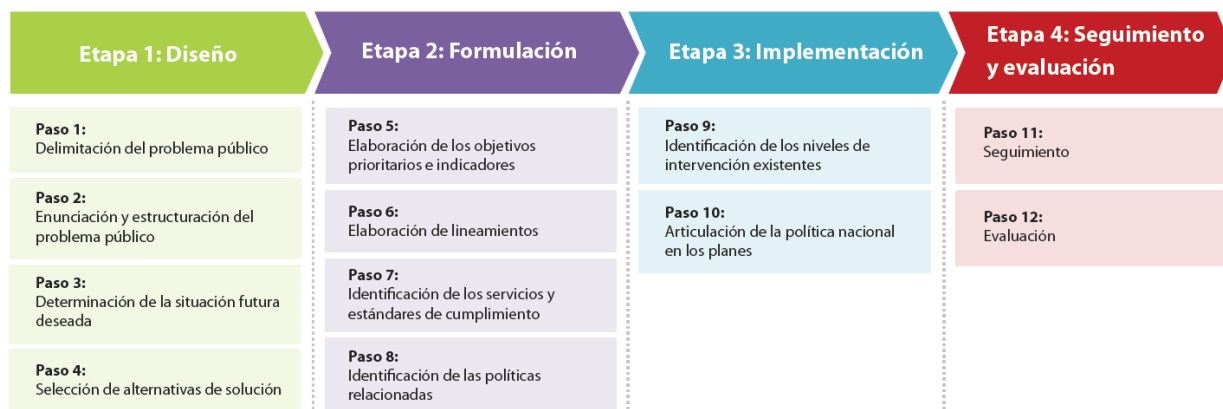 Etapa 1: Diseño
Paso 1:
Delimitación del problema público
Paso 2:
Enunciación y estructuración del
problema público
Paso 3:
Determinación de la situación futura
deseada
Paso 4:
Selección de alternativas de solución
Etapa 2: Formulación
Paso 5:
Elaboración de los objetivos
prioritarios e indicadores
Paso 6:
Elaboración de lineamientos
Paso 7:
Identificación de los servicios y
estándares de cumplimiento
Paso 8:
Identificación de las políticas
relacionadas
Etapa 3: Implementación
Paso 9:
Identificación de los niveles de
intervención existentes
Paso 10:
Articulación de la política nacional
en los planes
Etapa 4: Seguimiento
y evaluación
Paso 11:
Seguimiento
Paso 12:
Evaluación